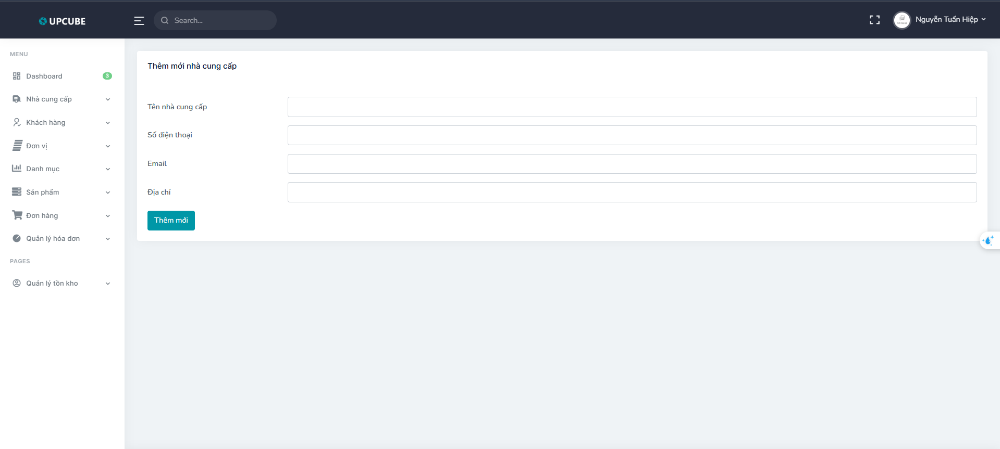 UPCUBE
Search...
Nguyễn Tuấn Hiệp
MENU
Dashboard
3
Nhà cung cấp
Khách hàng
Đơn vị
Danh mục
Sản phẩm
Đơn hàng
Quản lý hóa đơn
PAGES
Quản lý tồn kho
Thêm mới nhà cung cấp
Tên nhà cung cấp
Số điện thoại
Email
Địa chỉ
Thêm mới